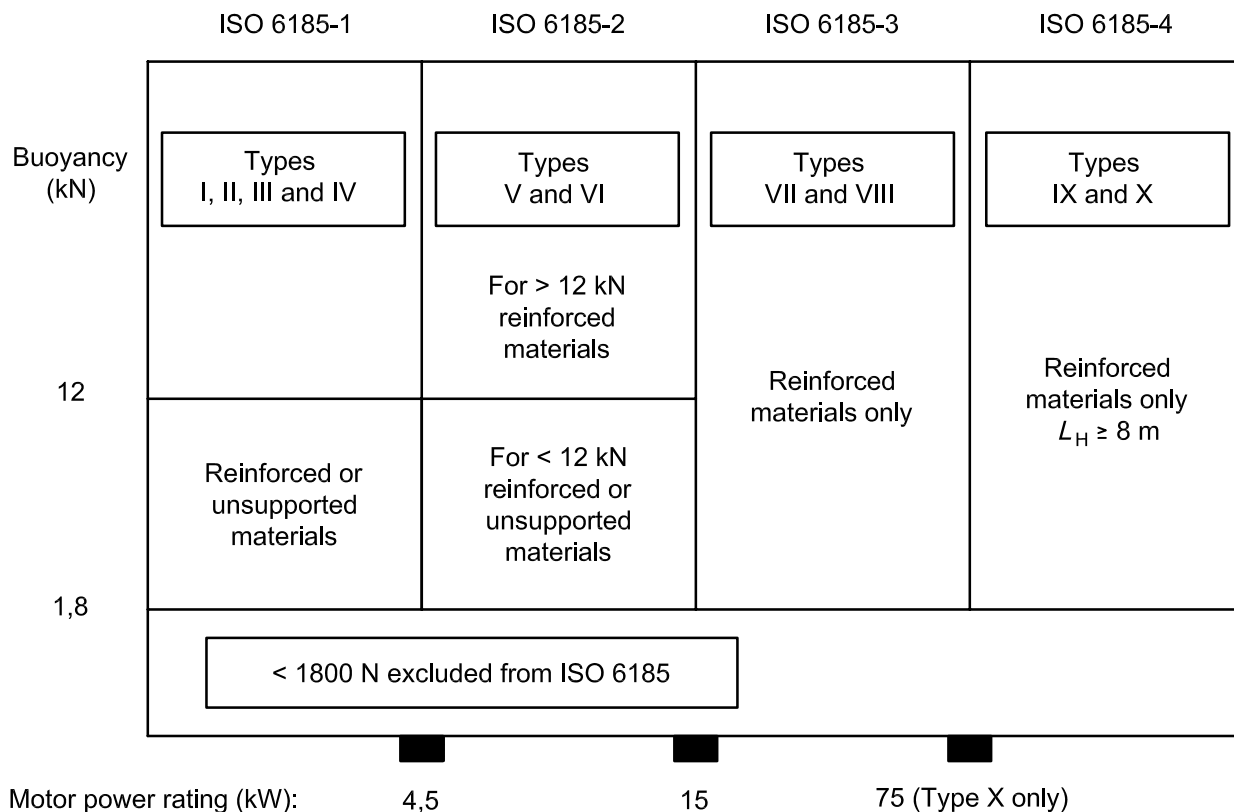 ISO 6185-1
ISO 6185-2
ISO 6185-3
ISO 6185-4
Buoyancy
(kN)
Types
I, II, III and IV
Types
V and VI
Types
VII and VIII
Types
IX and X
For > 12 kN
reinforced
materials
12
Reinforced or
unsupported
materials
For < 12 kN
reinforced or
unsupported
materials
Reinforced
materials only
Reinforced
materials only
LH ≥ 8 m
1,8
< 1800 N excluded from ISO 6185
Motor power rating (kW):
4,5
15
75 (Type X only)